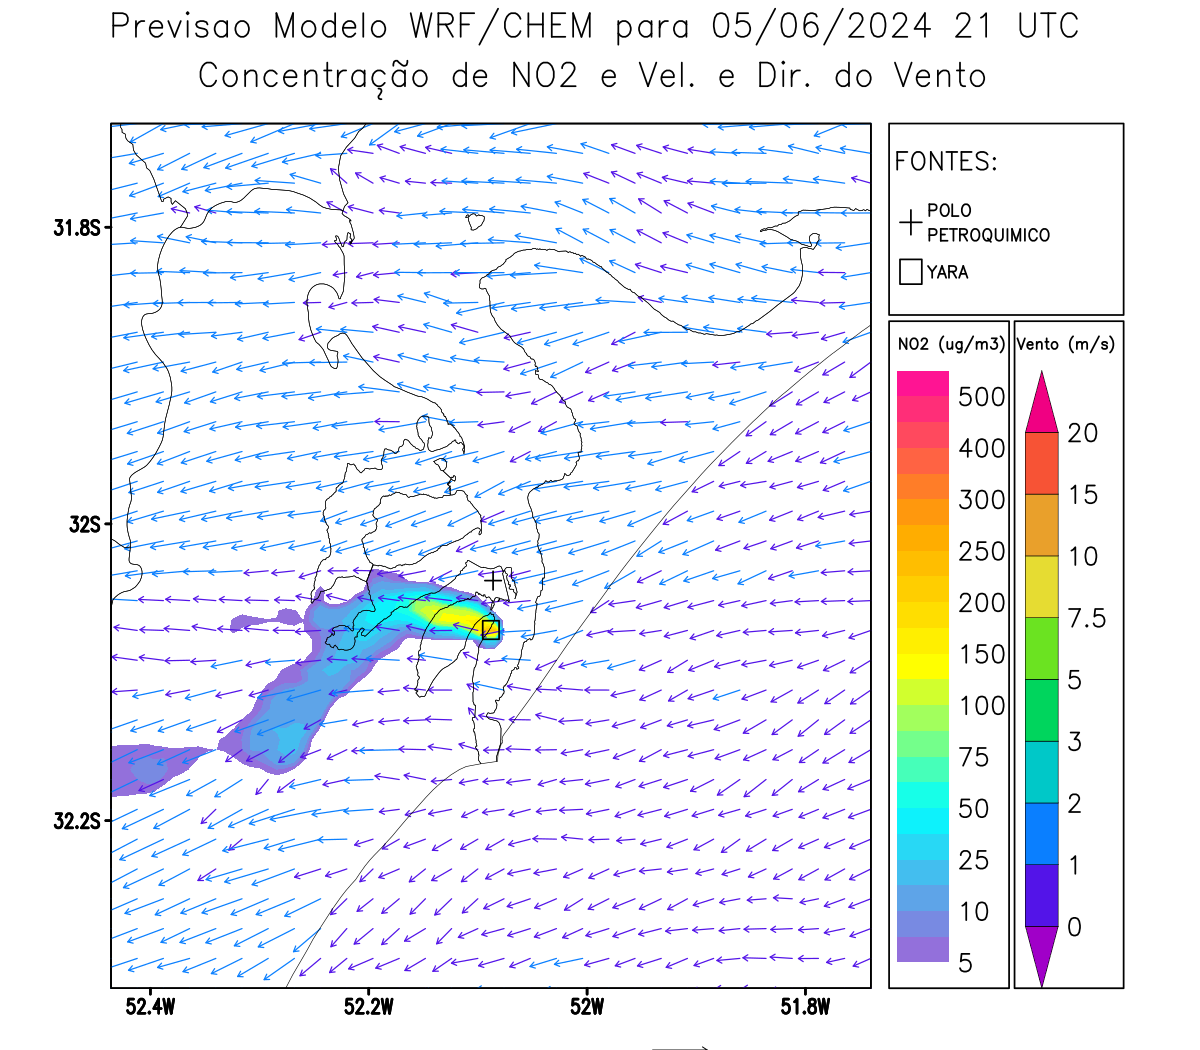 Previsao Modelo WRF/CHEM para 05/06/2024 21 UTC
Concentração de NO2 e Vel. e Dir. do Vento
FONTES:
POLO
PETROQUIMICO
YARA
31.8S
32S
32.2S
52.4W
52.2W
52W
51.8W
NO2 (ug/m3)
500
400
300
250
200
150
100
75
50
25
10
5
Vento (m/s)
20
15
10
7.5
5
3
2
1
0